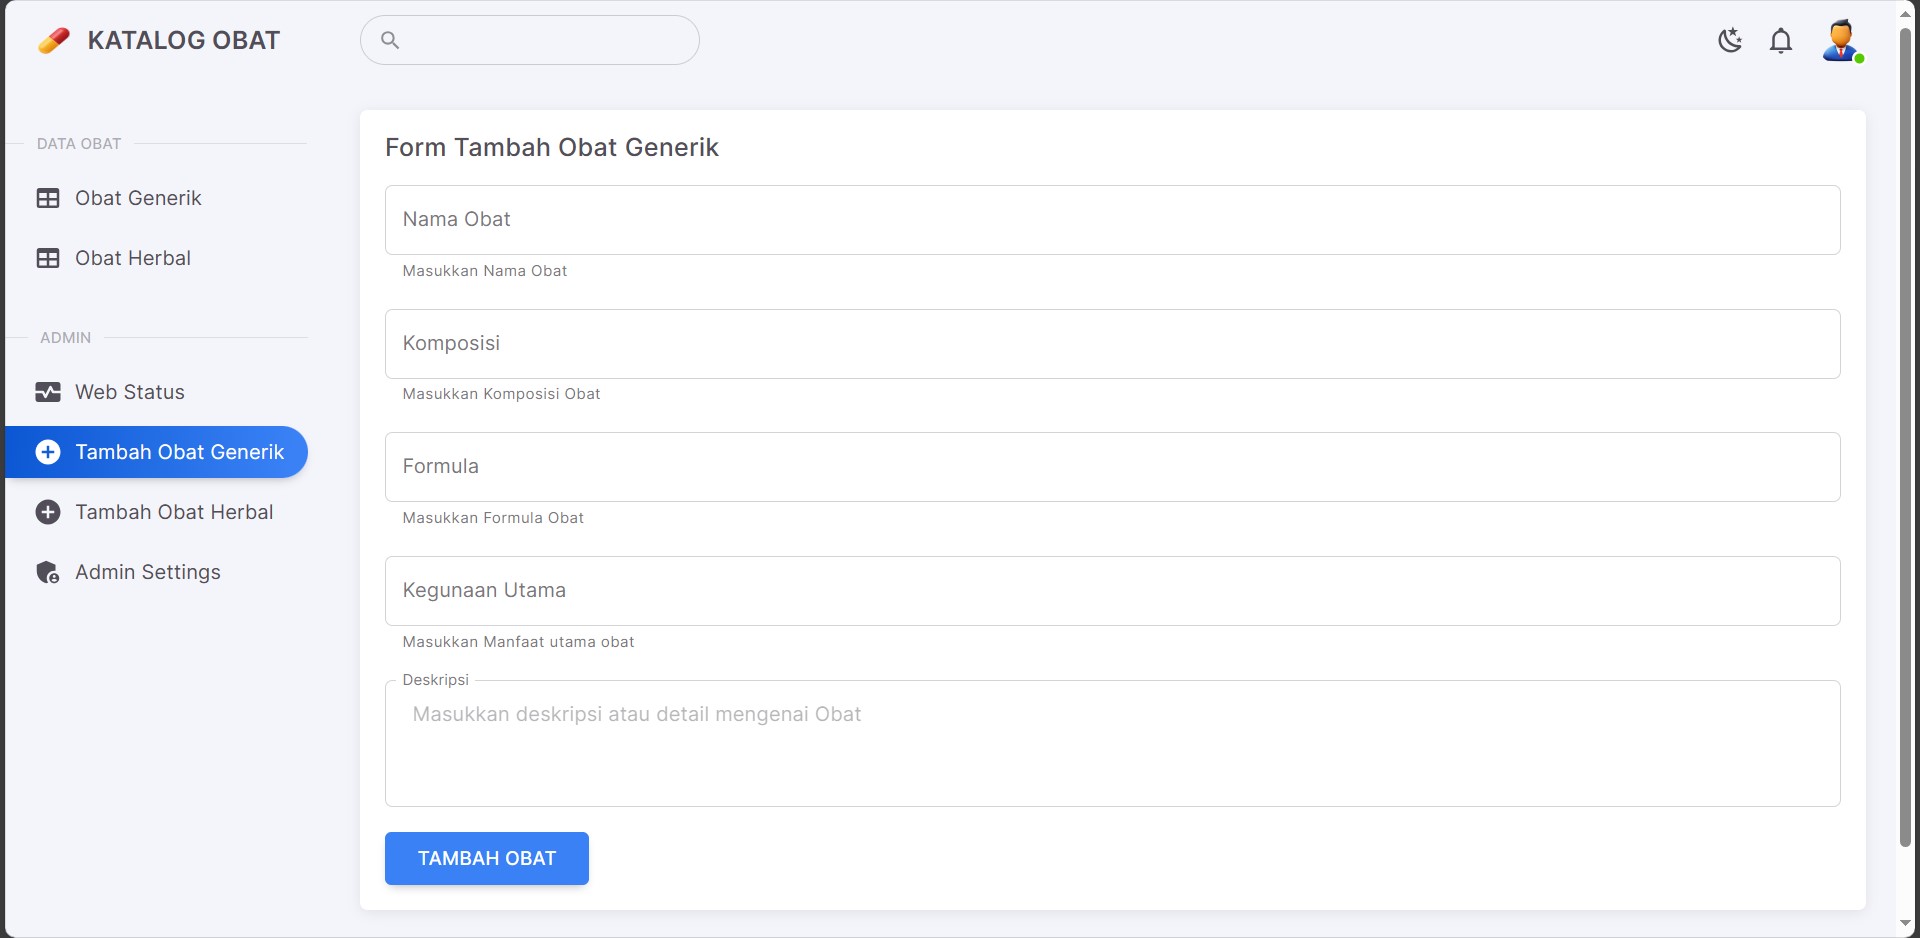 KATALOG OBAT
DATA OBAT
Obat Generik
Obat Herbal
ADMIN
Web Status
Tambah Obat Generik
Tambah Obat Herbal
Admin Settings
Form Tambah Obat Generik
Nama Obat
Masukkan Nama Obat
Komposisi
Masukkan Komposisi Obat
Formula
Masukkan Formula Obat
Kegunaan Utama
Masukkan Manfaat utama obat
Deskripsi
Masukkan deskripsi atau detail mengenai Obat
TAMBAH OBAT